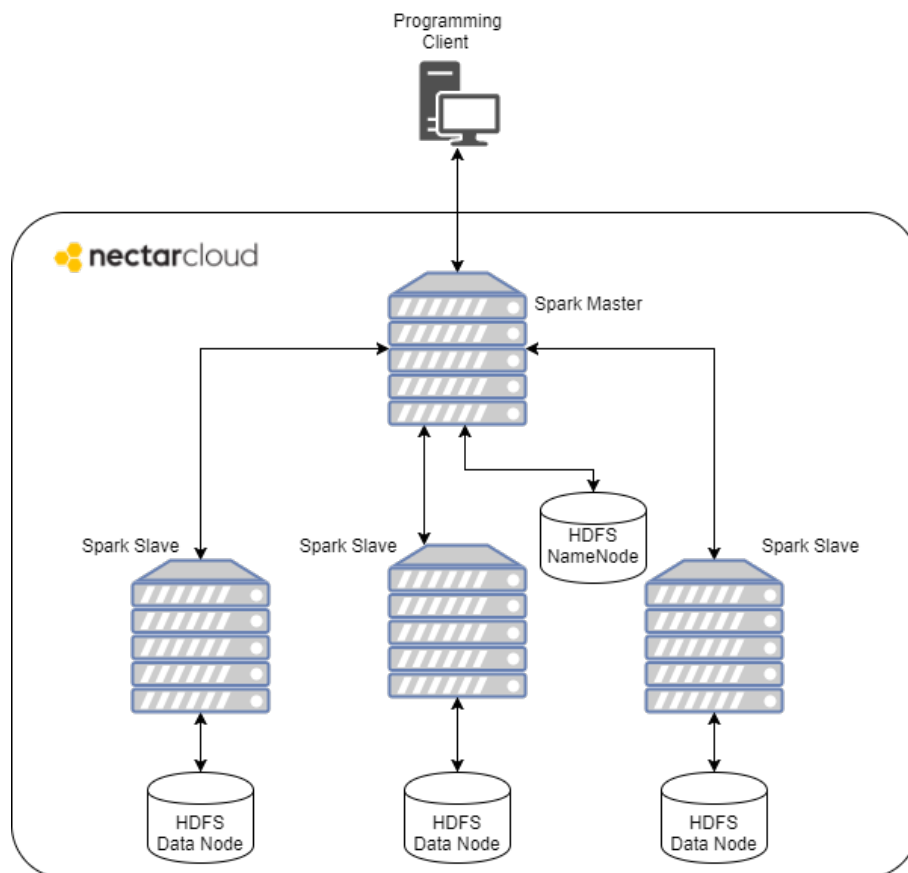 Programming
Client
nectarcloud
Spark Master
HDFS
NameNode
Spark Slave
Spark Slave
Spark Slave
HDFS
Data Node
HDFS
Data Node
HDFS
Data Node